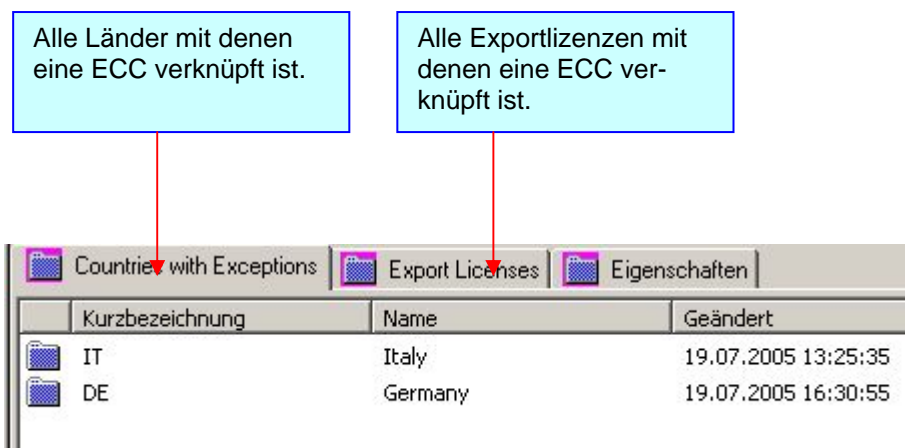 Alle Länder mit denen
eine ECC verknüpft ist.
Alle Exportlizenzen mit
denen eine ECC ver-
knüpft ist.
Countries with Exceptions Export Licenses Eigenschaften
Kurzbezeichnung Name Geändert
IT Italy 19.07.2005 13:25:35
DE Germany 19.07.2005 16:30:55